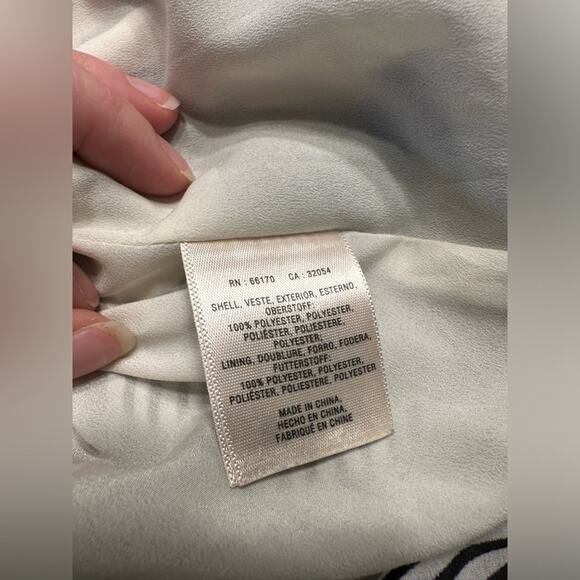 RN : 66170 CA : 32054
SHELL, VESTE, EXTERIOR, ESTERNO,
OBERSTOFF:
100% POLYESTER, POLYESTER,
POLIÉSTER, POLIESTERE,
POLYESTER;
LINING, DOUBLURE, FORRO, FODERA,
FUTTERSTOFF:
100% POLYESTER, POLYESTER,
POLIÉSTER, POLIESTERE, POLYESTER
MADE IN CHINA,
HECHO EN CHINA,
FABRIQUÉ EN CHINE